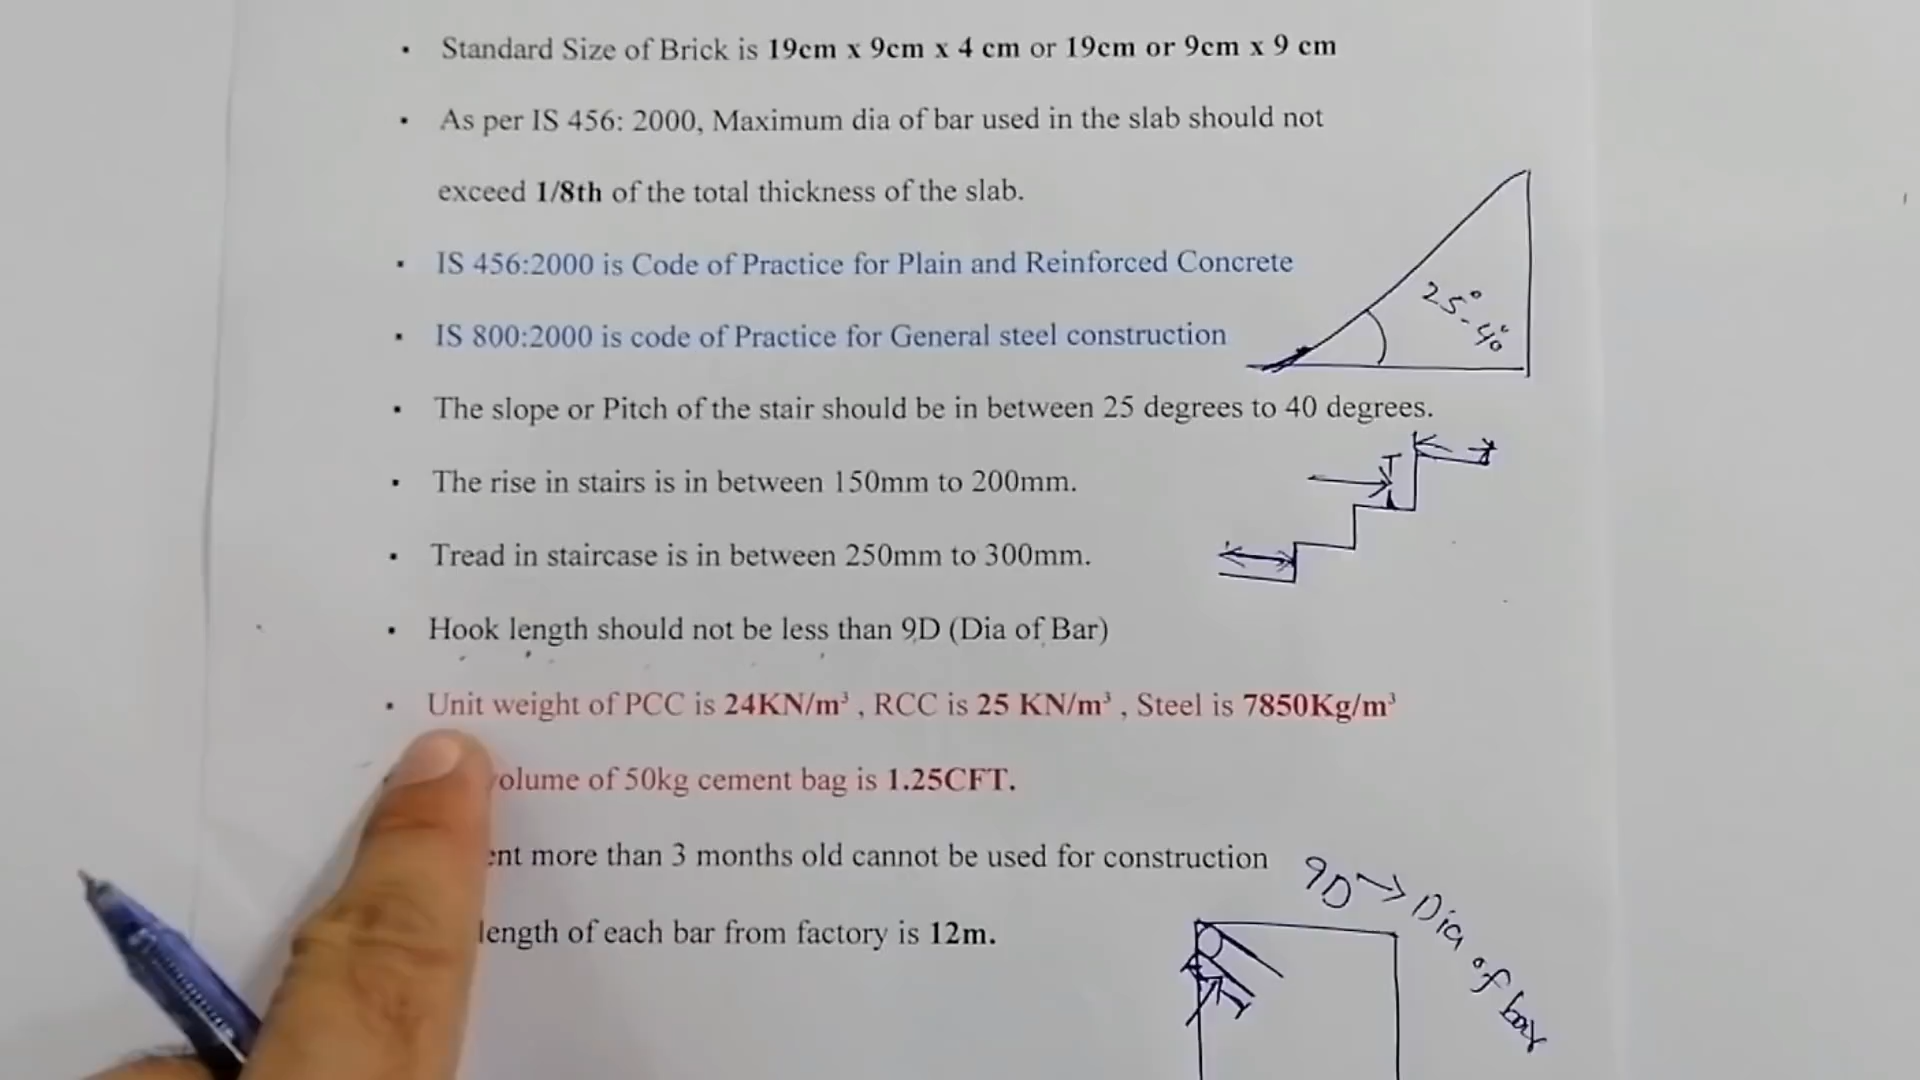 · Standard Size of Brick is 19cm x 9cm x 4 cm or 19cm or 9cm x 9 cm
· As per IS 456: 2000, Maximum dia of bar used in the slab should not
exceed 1/8th of the total thickness of the slab.
· IS 456:2000 is Code of Practice for Plain and Reinforced Concrete
· IS 800:2000 is code of Practice for General steel construction
25° - 40°
· The slope or Pitch of the stair should be in between 25 degrees to 40 degrees.
· The rise in stairs is in between 150mm to 200mm.
· Tread in staircase is in between 250mm to 300mm.
· Hook length should not be less than 9D (Dia of Bar)
· Unit weight of PCC is 24KN/m³ , RCC is 25 KN/m³ , Steel is 7850Kg/m³
of 50kg cement bag is 1.25CFT.
more than 3 months old cannot be used for construction
length of each bar from factory is 12m.
9D → Dia of bar